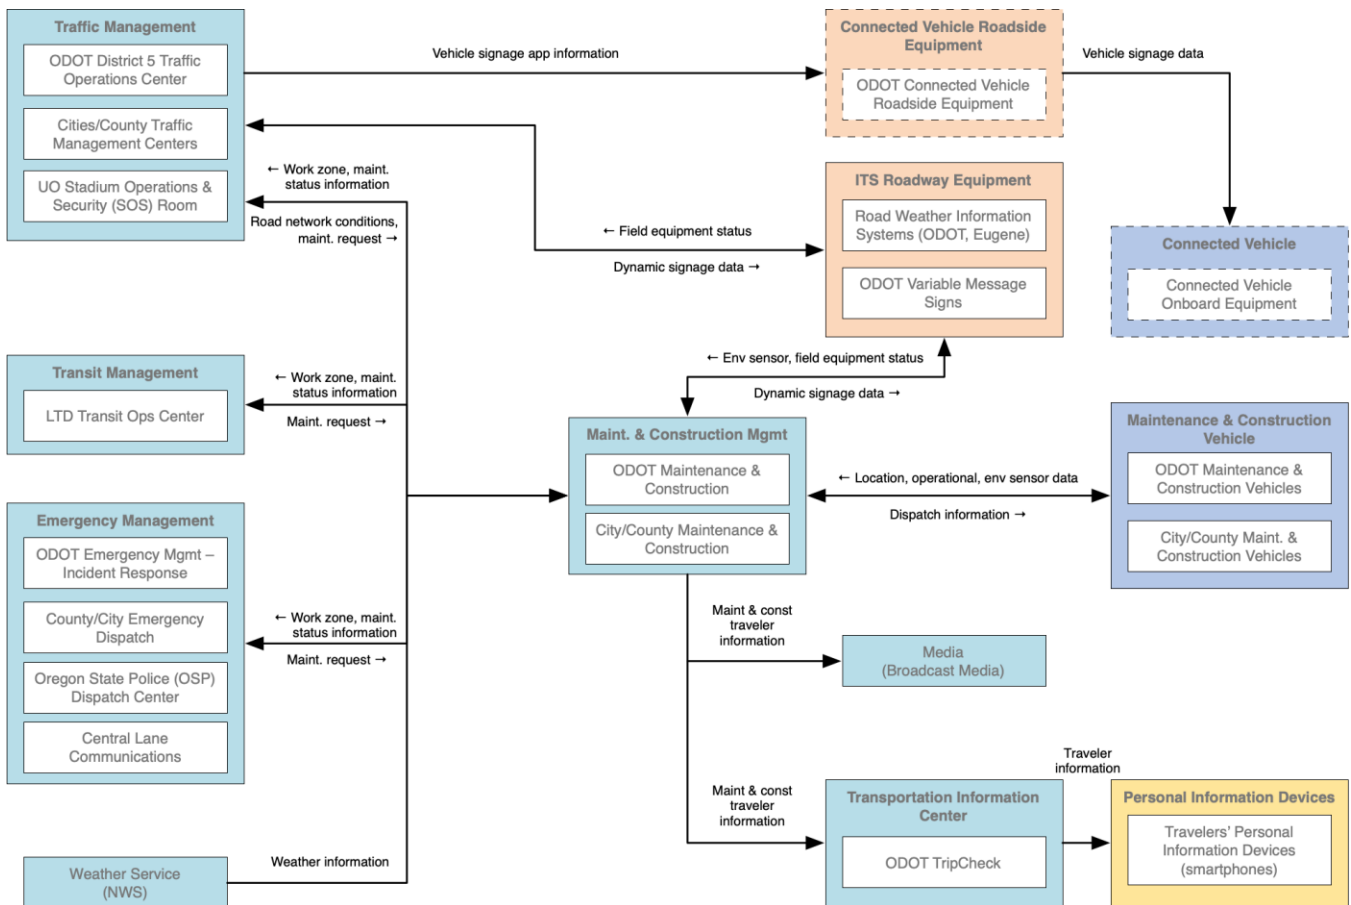 Traffic Management
ODOT District 5 Traffic
Operations Center
Cities/County Traffic
Management Centers
UO Stadium Operations &
Security (SOS) Room
Vehicle signage app information
Connected Vehicle Roadside
Equipment
ODOT Connected Vehicle
Roadside Equipment
Vehicle signage data
← Work zone, maint.
status information
Road network conditions,
maint. request →
← Field equipment status
Dynamic signage data →
ITS Roadway Equipment
Road Weather Information
Systems (ODOT, Eugene)
ODOT Variable Message
Signs
Connected Vehicle
Connected Vehicle
Onboard Equipment
Transit Management
LTD Transit Ops Center
← Work zone, maint.
status information
Maint. request →
← Env sensor, field equipment status
Dynamic signage data →
Maint. & Construction Mgmt
ODOT Maintenance &
Construction
City/County Maintenance &
Construction
← Location, operational, env sensor data
Dispatch information →
Maintenance & Construction
Vehicle
ODOT Maintenance &
Construction Vehicles
City/County Maint. &
Construction Vehicles
Emergency Management
ODOT Emergency Mgmt –
Incident Response
County/City Emergency
Dispatch
Oregon State Police (OSP)
Dispatch Center
Central Lane
Communications
← Work zone, maint.
status information
Maint. request →
Maint & const
traveler
information
Media
(Broadcast Media)
Maint & const
traveler
information
Transportation Information
Center
ODOT TripCheck
Traveler
information
Personal Information Devices
Travelers' Personal
Information Devices
(smartphones)
Weather Service
(NWS)
Weather information